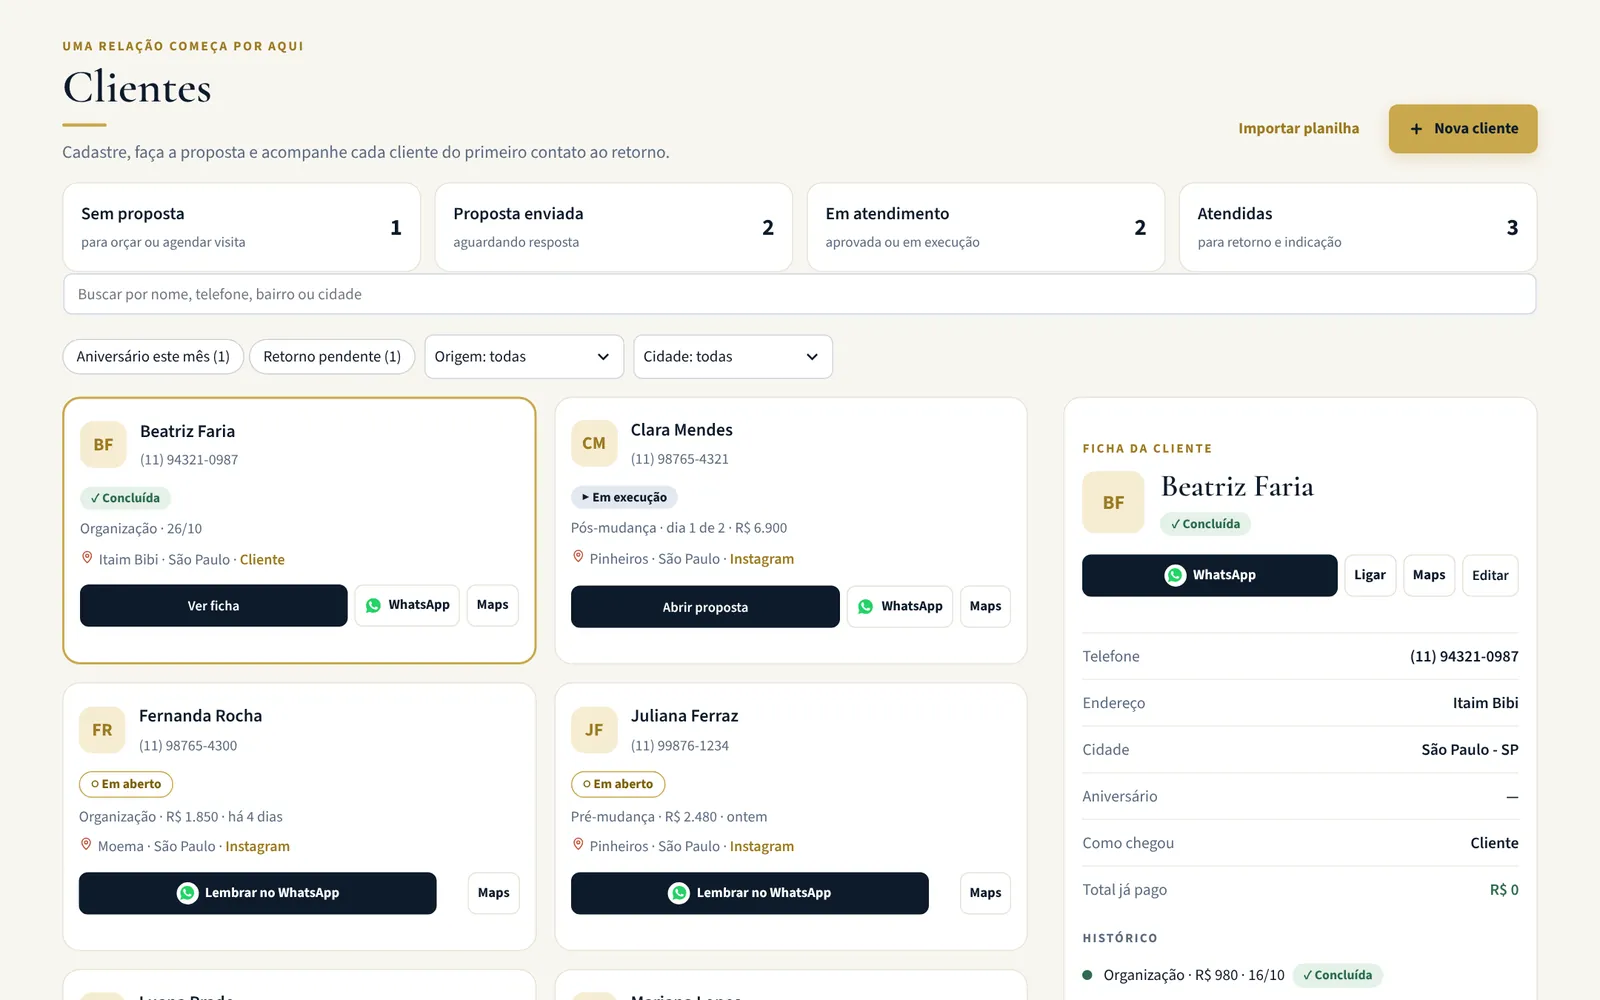 UMA RELAÇÃO COMEÇA POR AQUI
Clientes
Cadastre, faça a proposta e acompanhe cada cliente do primeiro contato ao retorno.
Importar planilha
+ Nova cliente
Sem proposta
para orçar ou agendar visita
1
Proposta enviada
aguardando resposta
2
Em atendimento
aprovada ou em execução
2
Atendidas
para retorno e indicação
3
Buscar por nome, telefone, bairro ou cidade
Aniversário este mês (1)
Retorno pendente (1)
Origem: todas
Cidade: todas
BF
Beatriz Faria
(11) 94321-0987
✓ Concluída
Organização · 26/10
Itaim Bibi · São Paulo · Cliente
Ver ficha
WhatsApp
Maps
CM
Clara Mendes
(11) 98765-4321
▸ Em execução
Pós-mudança · dia 1 de 2 · R$ 6.900
Pinheiros · São Paulo · Instagram
Abrir proposta
WhatsApp
Maps
FR
Fernanda Rocha
(11) 98765-4300
○ Em aberto
Organização · R$ 1.850 · há 4 dias
Moema · São Paulo · Instagram
Lembrar no WhatsApp
Maps
JF
Juliana Ferraz
(11) 99876-1234
○ Em aberto
Pré-mudança · R$ 2.480 · ontem
Pinheiros · São Paulo · Instagram
Lembrar no WhatsApp
Maps
FICHA DA CLIENTE
BF
Beatriz Faria
✓ Concluída
WhatsApp
Ligar
Maps
Editar
Telefone
(11) 94321-0987
Endereço
Itaim Bibi
Cidade
São Paulo - SP
Aniversário
—
Como chegou
Cliente
Total já pago
R$ 0
HISTÓRICO
Organização · R$ 980 · 16/10
✓ Concluída